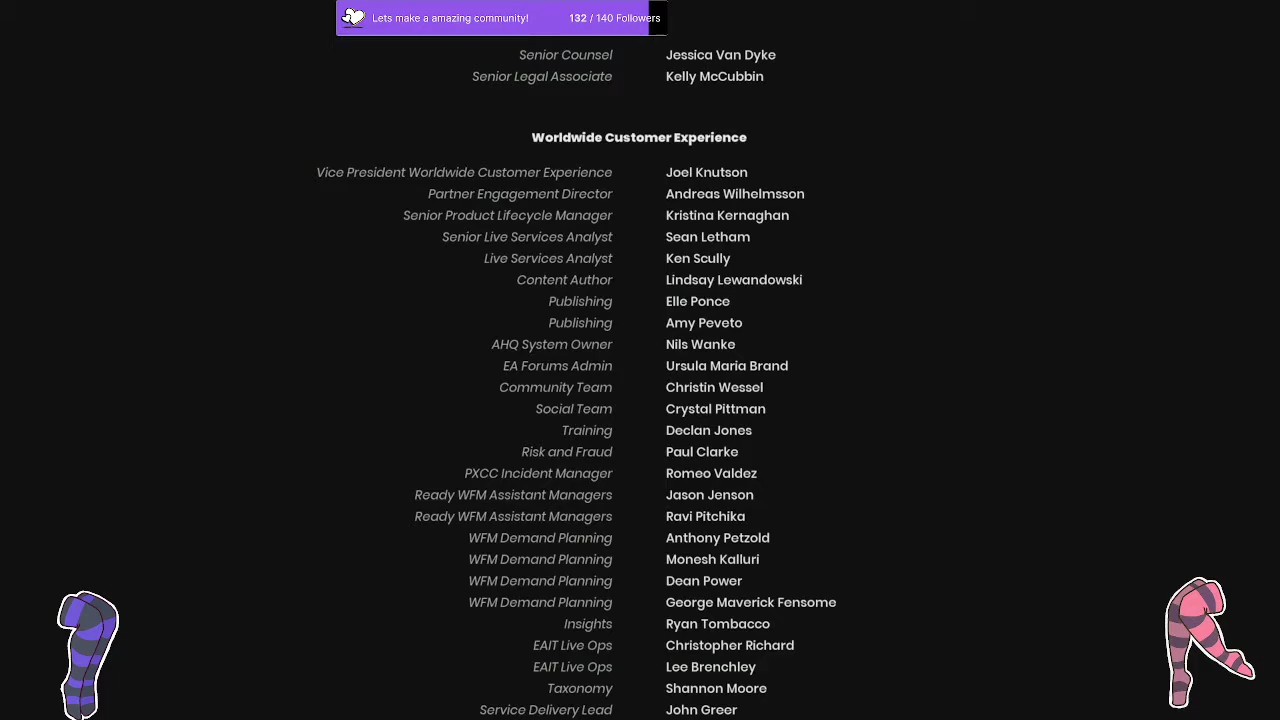 Lets make a amazing community! 132 / 140 Followers
Senior Counsel Jessica Van Dyke
Senior Legal Associate Kelly McCubbin
Worldwide Customer Experience
Vice President Worldwide Customer Experience Joel Knutson
Partner Engagement Director Andreas Wilhelmsson
Senior Product Lifecycle Manager Kristina Kernaghan
Senior Live Services Analyst Sean Letham
Live Services Analyst Ken Scully
Content Author Lindsay Lewandowski
Publishing Elle Ponce
Publishing Amy Peveto
AHQ System Owner Nils Wanke
EA Forums Admin Ursula Maria Brand
Community Team Christin Wessel
Social Team Crystal Pittman
Training Declan Jones
Risk and Fraud Paul Clarke
PXCC Incident Manager Romeo Valdez
Ready WFM Assistant Managers Jason Jenson
Ready WFM Assistant Managers Ravi Pitchika
WFM Demand Planning Anthony Petzold
WFM Demand Planning Monesh Kalluri
WFM Demand Planning Dean Power
WFM Demand Planning George Maverick Fensome
Insights Ryan Tombacco
EAIT Live Ops Christopher Richard
EAIT Live Ops Lee Brenchley
Taxonomy Shannon Moore
Service Delivery Lead John Greer